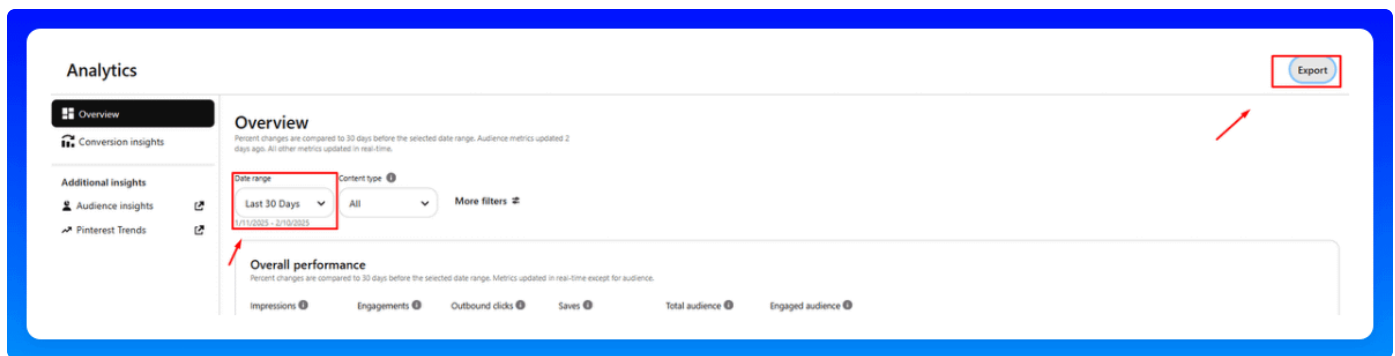 Analytics
Export
Overview
Conversion insights
Additional insights
Audience insights
Pinterest Trends
Overview
Percent changes are compared to 30 days before the selected date range. Audience metrics updated 2
days ago. All other metrics updated in real-time.
Date range
Content type
Last 30 Days
All
More filters
1/11/2025 - 2/10/2025
Overall performance
Percent changes are compared to 30 days before the selected date range. Metrics updated in real-time except for audience.
Impressions Engagements Outbound clicks Saves Total audience Engaged audience